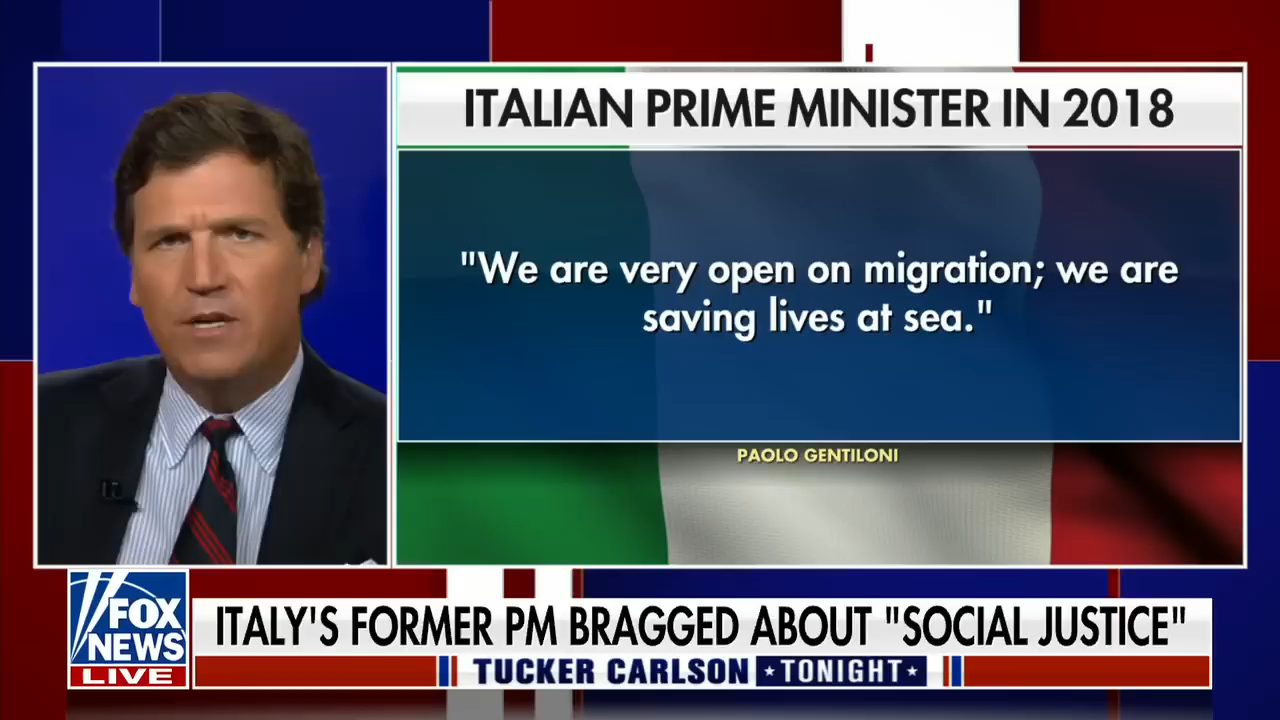 ITALIAN PRIME MINISTER IN 2018
"We are very open on migration; we are
saving lives at sea."
PAOLO GENTILONI
FOX
NEWS
LIVE
ITALY'S FORMER PM BRAGGED ABOUT "SOCIAL JUSTICE"
TUCKER CARLSON TONIGHT